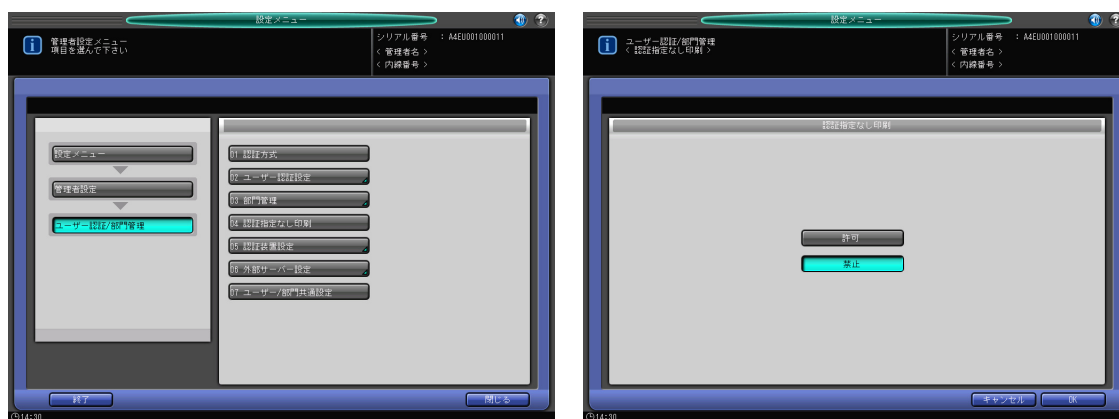 設定メニュー
管理者設定メニュー
項目を選んで下さい
シリアル番号 : A4EU001000011
< 管理者名 >
< 内線番号 >
設定メニュー
管理者設定
ユーザー認証/部門管理
01 認証方式
02 ユーザー認証設定
03 部門管理
04 認証指定なし印刷
05 認証装置設定
06 外部サーバー設定
07 ユーザー/部門共通設定
終了
閉じる
14:30
設定メニュー
ユーザー認証/部門管理
< 認証指定なし印刷 >
シリアル番号 : A4EU001000011
< 管理者名 >
< 内線番号 >
認証指定なし印刷
許可
禁止
キャンセル
OK
14:30